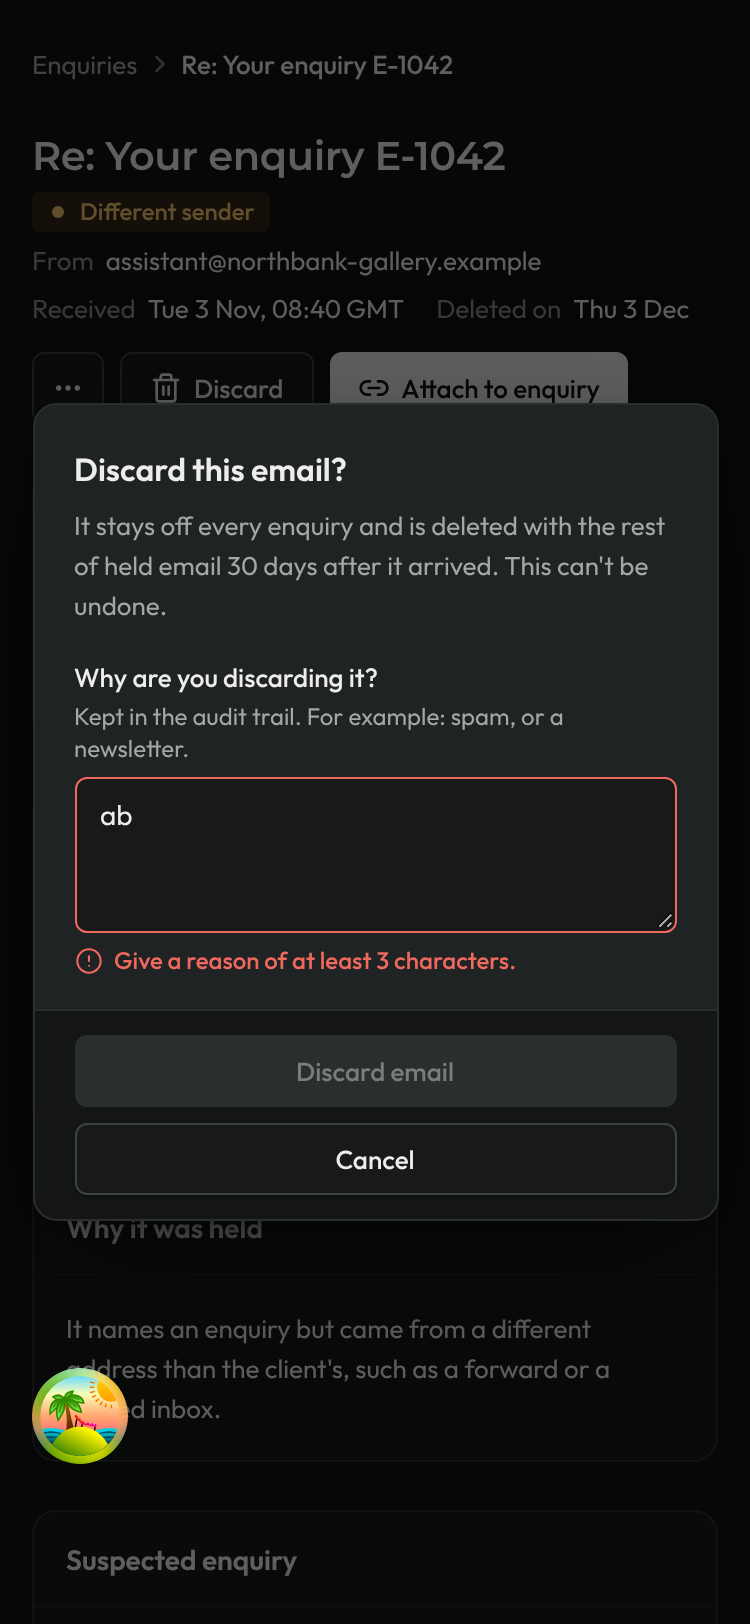 Enquiries > Re: Your enquiry E-1042
Re: Your enquiry E-1042
Different sender
From assistant@northbank-gallery.example
Received Tue 3 Nov, 08:40 GMT Deleted on Thu 3 Dec
Discard
Attach to enquiry
Discard this email?
It stays off every enquiry and is deleted with the rest
of held email 30 days after it arrived. This can't be
undone.
Why are you discarding it?
Kept in the audit trail. For example: spam, or a
newsletter.
ab
Give a reason of at least 3 characters.
Discard email
Cancel
Why it was held
It names an enquiry but came from a different
address than the client's, such as a forward or a
inbox.
Suspected enquiry